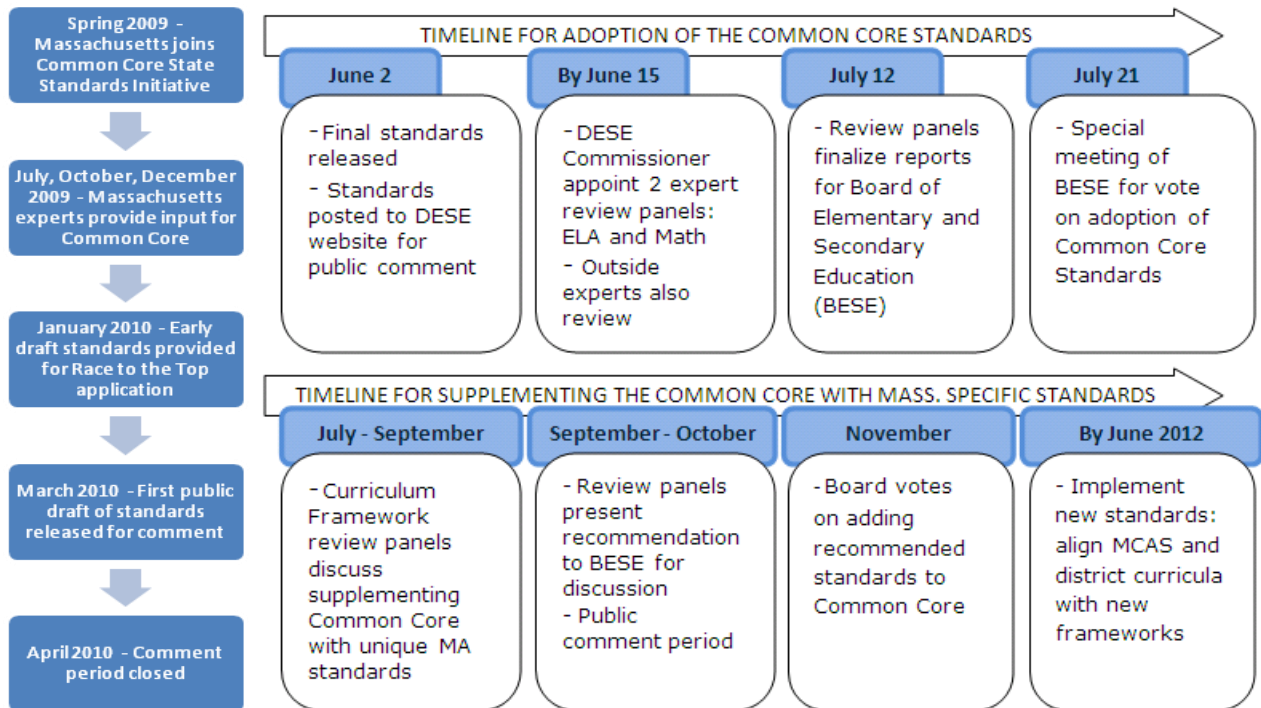 Spring 2009 -
Massachusetts joins
Common Core State
Standards Initiative
July, October, December
2009 - Massachusetts
experts provide input for
Common Core
January 2010 - Early
draft standards provided
for Race to the Top
application
March 2010 - First public
draft of standards
released for comment
April 2010 - Comment
period closed
TIMELINE FOR ADOPTION OF THE COMMON CORE STANDARDS
June 2
- Final standards
released
- Standards
posted to DESE
website for
public comment
By June 15
- DESE
Commissioner
appoint 2 expert
review panels:
ELA and Math
- Outside
experts also
review
July 12
- Review panels
finalize reports
for Board of
Elementary and
Secondary
Education
(BESE)
July 21
- Special
meeting of
BESE for vote
on adoption of
Common Core
Standards
TIMELINE FOR SUPPLEMENTING THE COMMON CORE WITH MASS. SPECIFIC STANDARDS
July - September
- Curriculum
Framework
review panels
discuss
supplementing
Common Core
with unique MA
standards
September - October
- Review panels
present
recommendation
to BESE for
discussion
- Public
comment period
November
- Board votes
on adding
recommended
standards to
Common Core
By June 2012
- Implement
new standards:
align MCAS and
district curricula
with new
frameworks